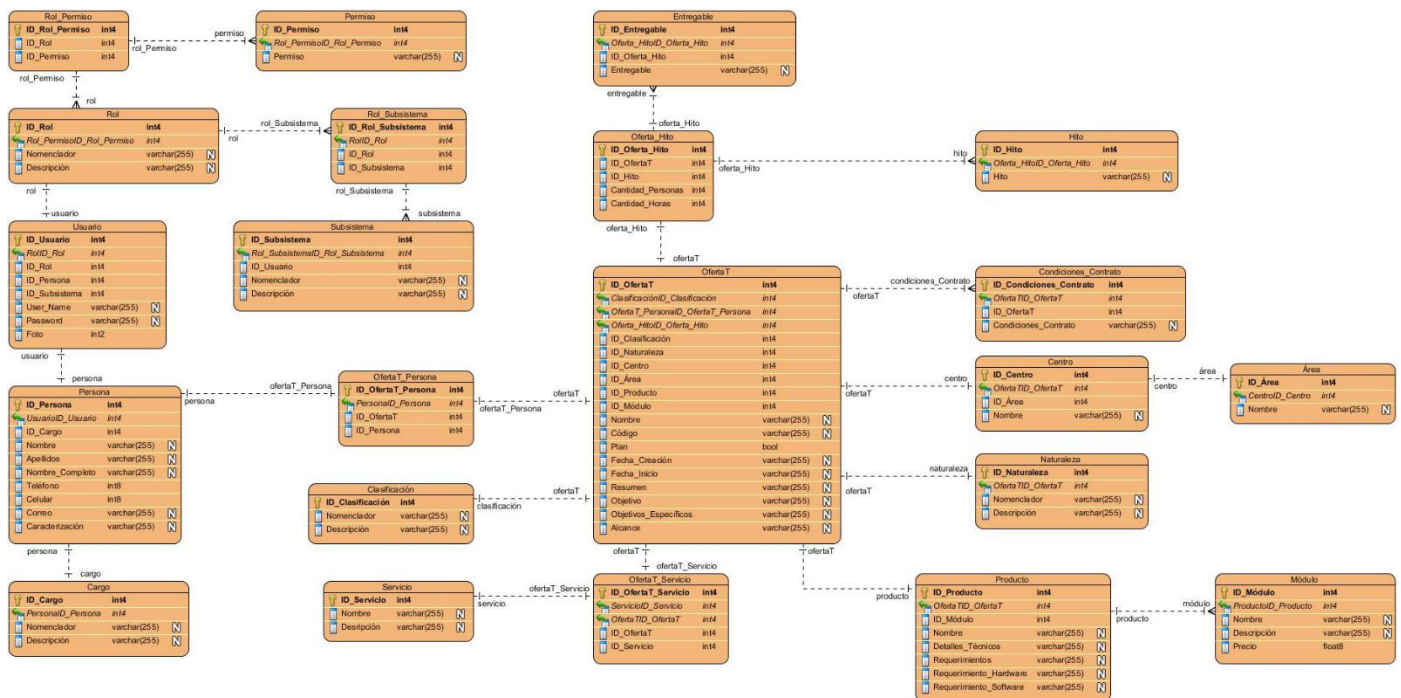 Rol_Permiso
ID_Rol_Permiso int4
ID_Rol int4
ID_Permiso int4
permiso
rol_Permiso
Permiso
ID_Permiso int4
Rol_PermisoID_Rol_Permiso int4
Permiso varchar(255) N
rol_Permiso
rol
Rol
ID_Rol int4
Rol_PermisoID_Rol_Permiso int4
Nomenclador varchar(255) N
Descripción varchar(255) N
rol_Subsistema
rol
Rol_Subsistema
ID_Rol_Subsistema int4
RolID_Rol int4
ID_Rol int4
ID_Subsistema int4
rol_Subsistema
subsistema
rol
usuario
Usuario
ID_Usuario int4
RolID_Rol int4
ID_Rol int4
ID_Persona int4
ID_Subsistema int4
User_Name varchar(255) N
Password varchar(255) N
Foto int2
Subsistema
ID_Subsistema int4
Rol_SubsistemaID_Rol_Subsistema int4
ID_Usuario int4
Nomenclador varchar(255) N
Descripción varchar(255) N
usuario
persona
Persona
ID_Persona int4
UsuarioID_Usuario int4
ID_Cargo int4
Nombre varchar(255) N
Apellidos varchar(255) N
Nombre_Completo varchar(255) N
Teléfono int8
Celular int8
Correo varchar(255) N
Caracterización varchar(255) N
ofertaT_Persona
persona
OfertaT_Persona
ID_OfertaT_Persona int4
PersonaID_Persona int4
ID_OfertaT int4
ID_Persona int4
ofertaT
ofertaT_Persona
persona
cargo
Cargo
ID_Cargo int4
PersonaID_Persona int4
Nomenclador varchar(255) N
Descripción varchar(255) N
Clasificación
ID_Clasificación int4
Nomenclador varchar(255) N
Descripción varchar(255) N
ofertaT
clasificación
Servicio
ID_Servicio int4
Nombre varchar(255) N
Desripción varchar(255) N
ofertaT_Servicio
servicio
Entregable
ID_Entregable int4
Oferta_HitoID_Oferta_Hito int4
ID_Oferta_Hito int4
Entregable varchar(255) N
entregable
oferta_Hito
Oferta_Hito
ID_Oferta_Hito int4
ID_OfertaT int4
ID_Hito int4
Cantidad_Personas int4
Cantidad_Horas int4
hito
oferta_Hito
Hito
ID_Hito int4
Oferta_HitoID_Oferta_Hito int4
Hito varchar(255) N
oferta_Hito
ofertaT
OfertaT
ID_OfertaT int4
ClasificaciónID_Clasificación int4
OfertaT_PersonaID_OfertaT_Persona int4
Oferta_HitoID_Oferta_Hito int4
ID_Clasificación int4
ID_Naturaleza int4
ID_Centro int4
ID_Área int4
ID_Producto int4
ID_Módulo int4
Nombre varchar(255) N
Código varchar(255) N
Plan bool
Fecha_Creación varchar(255) N
Fecha_Inicio varchar(255) N
Resumen varchar(255) N
Objetivo varchar(255) N
Objetivos_Específicos varchar(255) N
Alcance varchar(255) N
condiciones_Contrato
ofertaT
Condiciones_Contrato
ID_Condiciones_Contrato int4
OfertaTID_OfertaT int4
ID_OfertaT int4
Condiciones_Contrato varchar(255) N
centro
ofertaT
Centro
ID_Centro int4
OfertaTID_OfertaT int4
ID_Área int4
Nombre varchar(255) N
área
centro
Área
ID_Área int4
CentroID_Centro int4
Nombre varchar(255) N
naturaleza
ofertaT
Naturaleza
ID_Naturaleza int4
OfertaTID_OfertaT int4
Nomenclador varchar(255) N
Descripción varchar(255) N
ofertaT
ofertaT_Servicio
OfertaT_Servicio
ID_OfertaT_Servicio int4
ServicioID_Servicio int4
OfertaTID_OfertaT int4
ID_OfertaT int4
ID_Servicio int4
ofertaT
producto
Producto
ID_Producto int4
OfertaTID_OfertaT int4
ID_Módulo int4
Nombre varchar(255) N
Detalles_Técnicos varchar(255) N
Requerimientos varchar(255) N
Requerimiento_Hardware varchar(255) N
Requerimiento_Software varchar(255) N
módulo
producto
Módulo
ID_Módulo int4
ProductoID_Producto int4
Nombre varchar(255) N
Descripción varchar(255) N
Precio float8